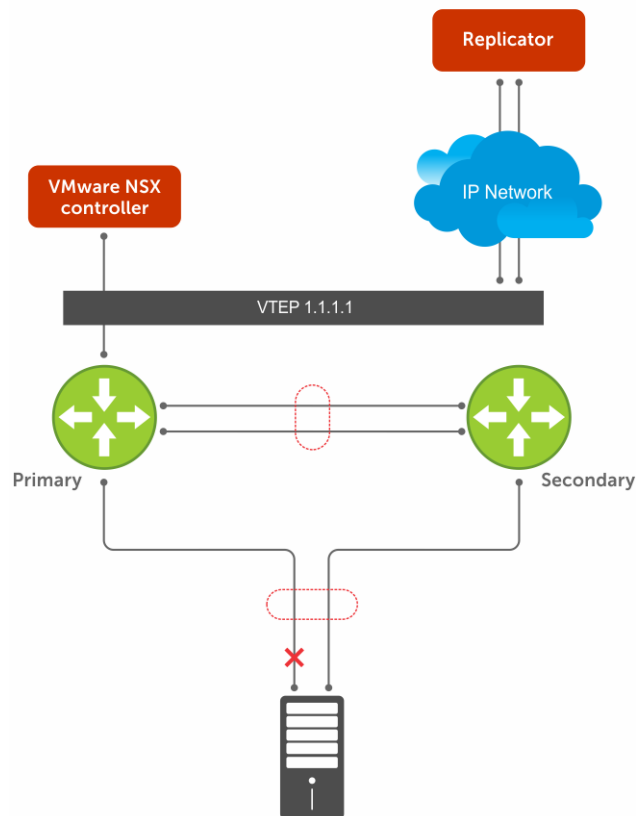 Replicator
IP Network
VMware NSX
controller
VTEP 1.1.1.1
Primary
Secondary